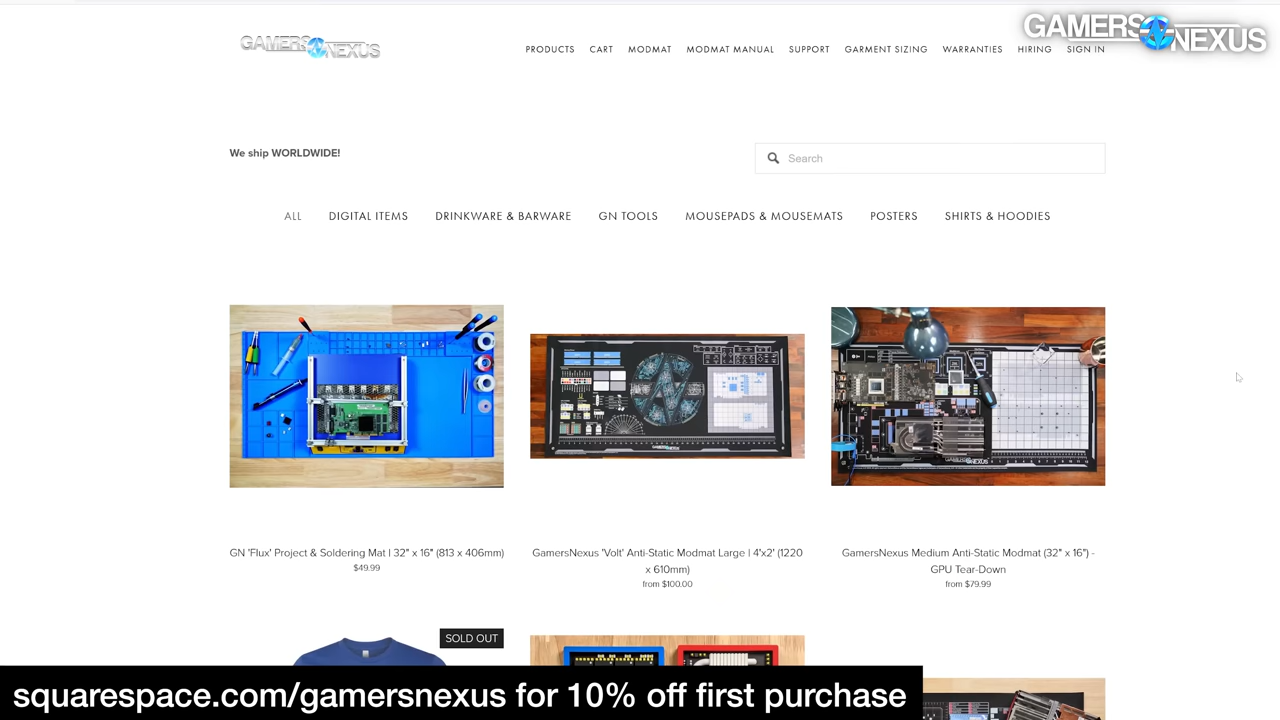 GAMERS NEXUS
PRODUCTS CART MODMAT MODMAT MANUAL SUPPORT GARMENT SIZING WARRANTIES HIRING SIGN IN
GAMERS NEXUS
We ship WORLDWIDE!
Search
ALL DIGITAL ITEMS DRINKWARE & BARWARE GN TOOLS MOUSEPADS & MOUSEMATS POSTERS SHIRTS & HOODIES
GN 'Flux' Project & Soldering Mat | 32" x 16" (813 x 406mm)
$49.99
GamersNexus 'Volt' Anti-Static Modmat Large | 4'x2' (1220
x 610mm)
from $100.00
GamersNexus Medium Anti-Static Modmat (32" x 16") -
GPU Tear-Down
from $79.99
SOLD OUT
squarespace.com/gamersnexus for 10% off first purchase